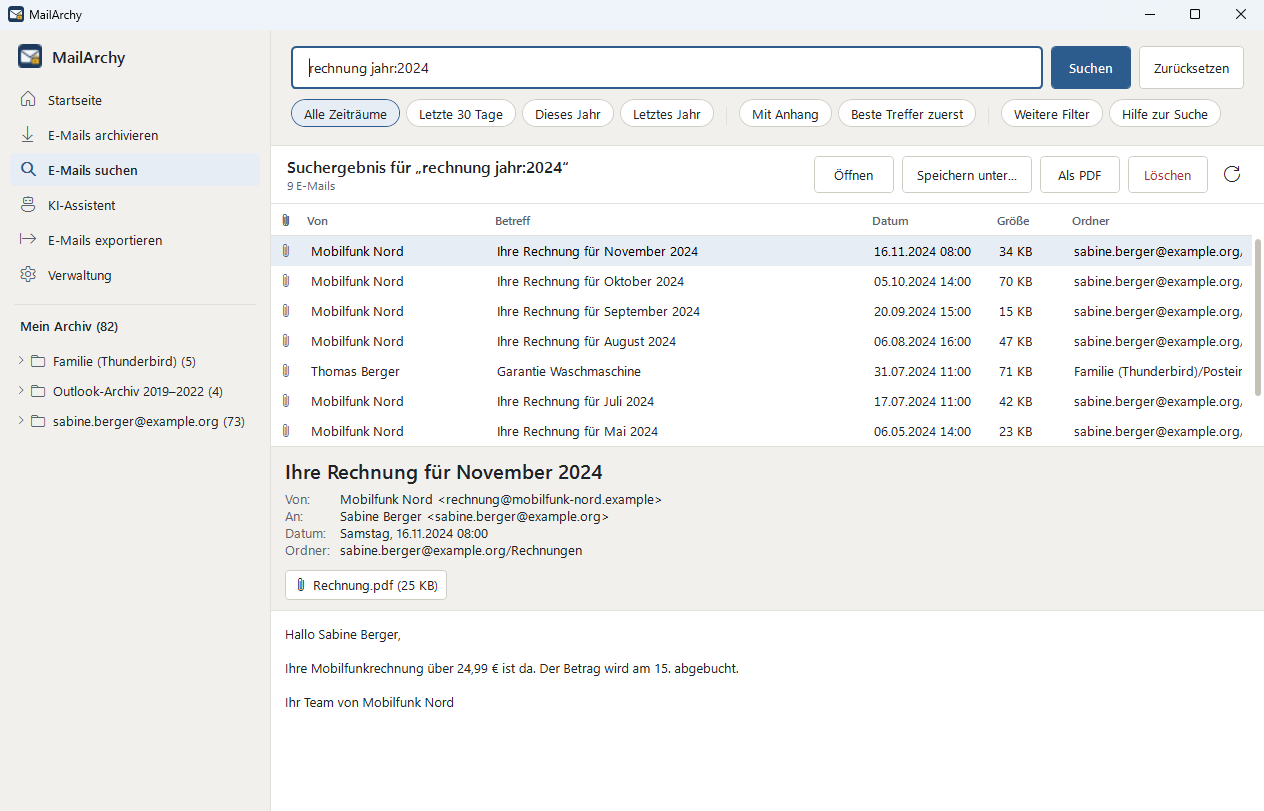 MailArchy
MailArchy
Startseite
E-Mails archivieren
E-Mails suchen
KI-Assistent
E-Mails exportieren
Verwaltung
Mein Archiv (82)
Familie (Thunderbird) (5)
Outlook-Archiv 2019–2022 (4)
sabine.berger@example.org (73)
rechnung jahr:2024
Suchen
Zurücksetzen
Alle Zeiträume
Letzte 30 Tage
Dieses Jahr
Letztes Jahr
Mit Anhang
Beste Treffer zuerst
Weitere Filter
Hilfe zur Suche
Suchergebnis für „rechnung jahr:2024“
9 E-Mails
Öffnen
Speichern unter...
Als PDF
Löschen
Von Betreff Datum Größe Ordner
Mobilfunk Nord Ihre Rechnung für November 2024 16.11.2024 08:00 34 KB sabine.berger@example.org/
Mobilfunk Nord Ihre Rechnung für Oktober 2024 05.10.2024 14:00 70 KB sabine.berger@example.org/
Mobilfunk Nord Ihre Rechnung für September 2024 20.09.2024 15:00 15 KB sabine.berger@example.org/
Mobilfunk Nord Ihre Rechnung für August 2024 06.08.2024 16:00 47 KB sabine.berger@example.org/
Thomas Berger Garantie Waschmaschine 31.07.2024 11:00 71 KB Familie (Thunderbird)/Postein
Mobilfunk Nord Ihre Rechnung für Juli 2024 17.07.2024 11:00 42 KB sabine.berger@example.org/
Mobilfunk Nord Ihre Rechnung für Mai 2024 06.05.2024 14:00 23 KB sabine.berger@example.org/
Ihre Rechnung für November 2024
Von: Mobilfunk Nord <rechnung@mobilfunk-nord.example>
An: Sabine Berger <sabine.berger@example.org>
Datum: Samstag, 16.11.2024 08:00
Ordner: sabine.berger@example.org/Rechnungen
Rechnung.pdf (25 KB)
Hallo Sabine Berger,
Ihre Mobilfunkrechnung über 24,99 € ist da. Der Betrag wird am 15. abgebucht.
Ihr Team von Mobilfunk Nord